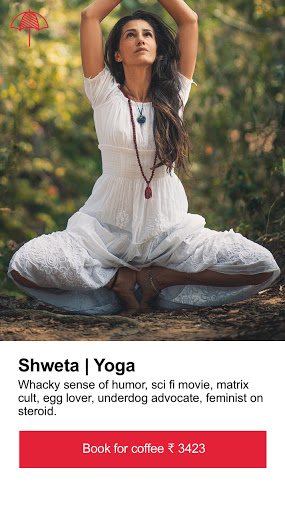 Shweta | Yoga
Whacky sense of humor, sci fi movie, matrix
cult, egg lover, underdog advocate, feminist on
steroid.
Book for coffee ₹ 3423